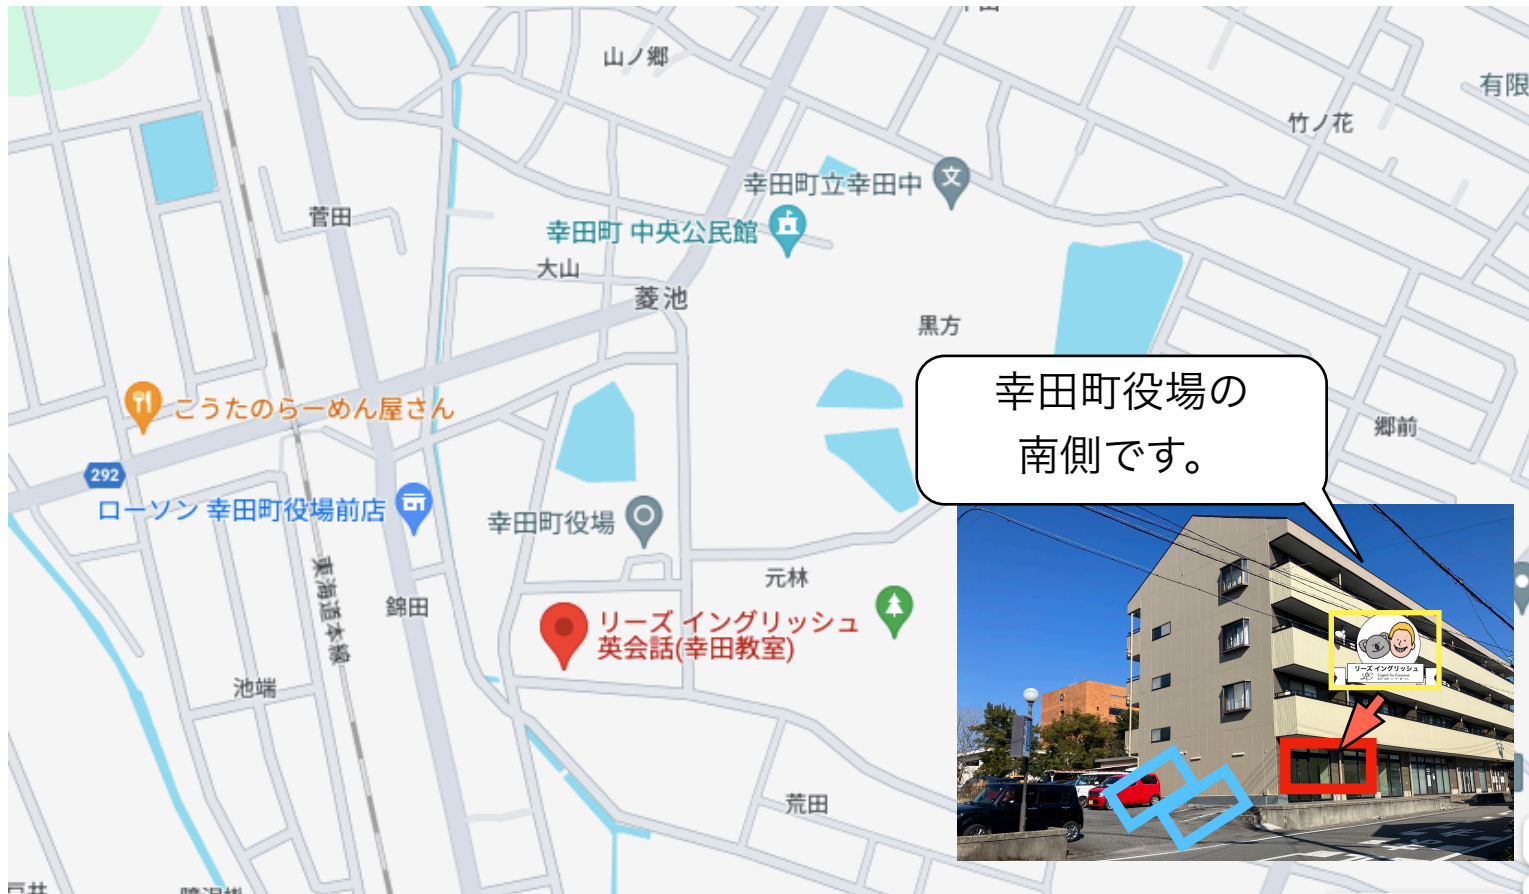 山ノ郷
有限
竹ノ花
幸田町立幸田中
菅田
幸田町 中央公民館
大山
菱池
黒方
幸田町役場の
南側です。
こうたのらーめん屋さん
郷前
292
ローソン 幸田町役場前店
幸田町役場
東海道本線
元林
錦田
リーズ イングリッシュ
英会話(幸田教室)
リーズ イングリッシュ
池端
荒田